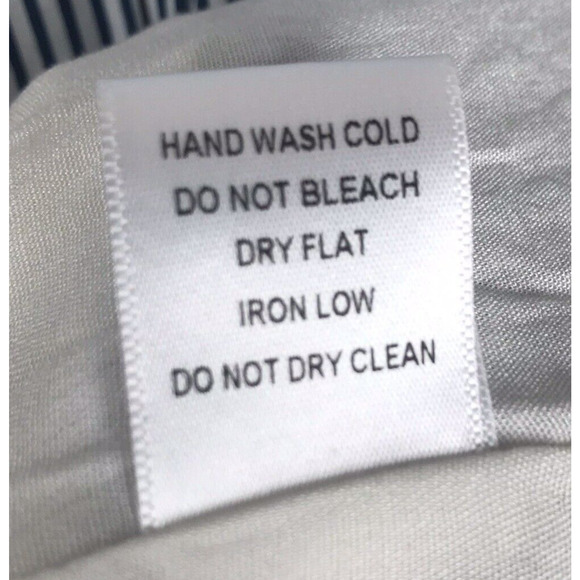 HAND WASH COLD
DO NOT BLEACH
DRY FLAT
IRON LOW
DO NOT DRY CLEAN